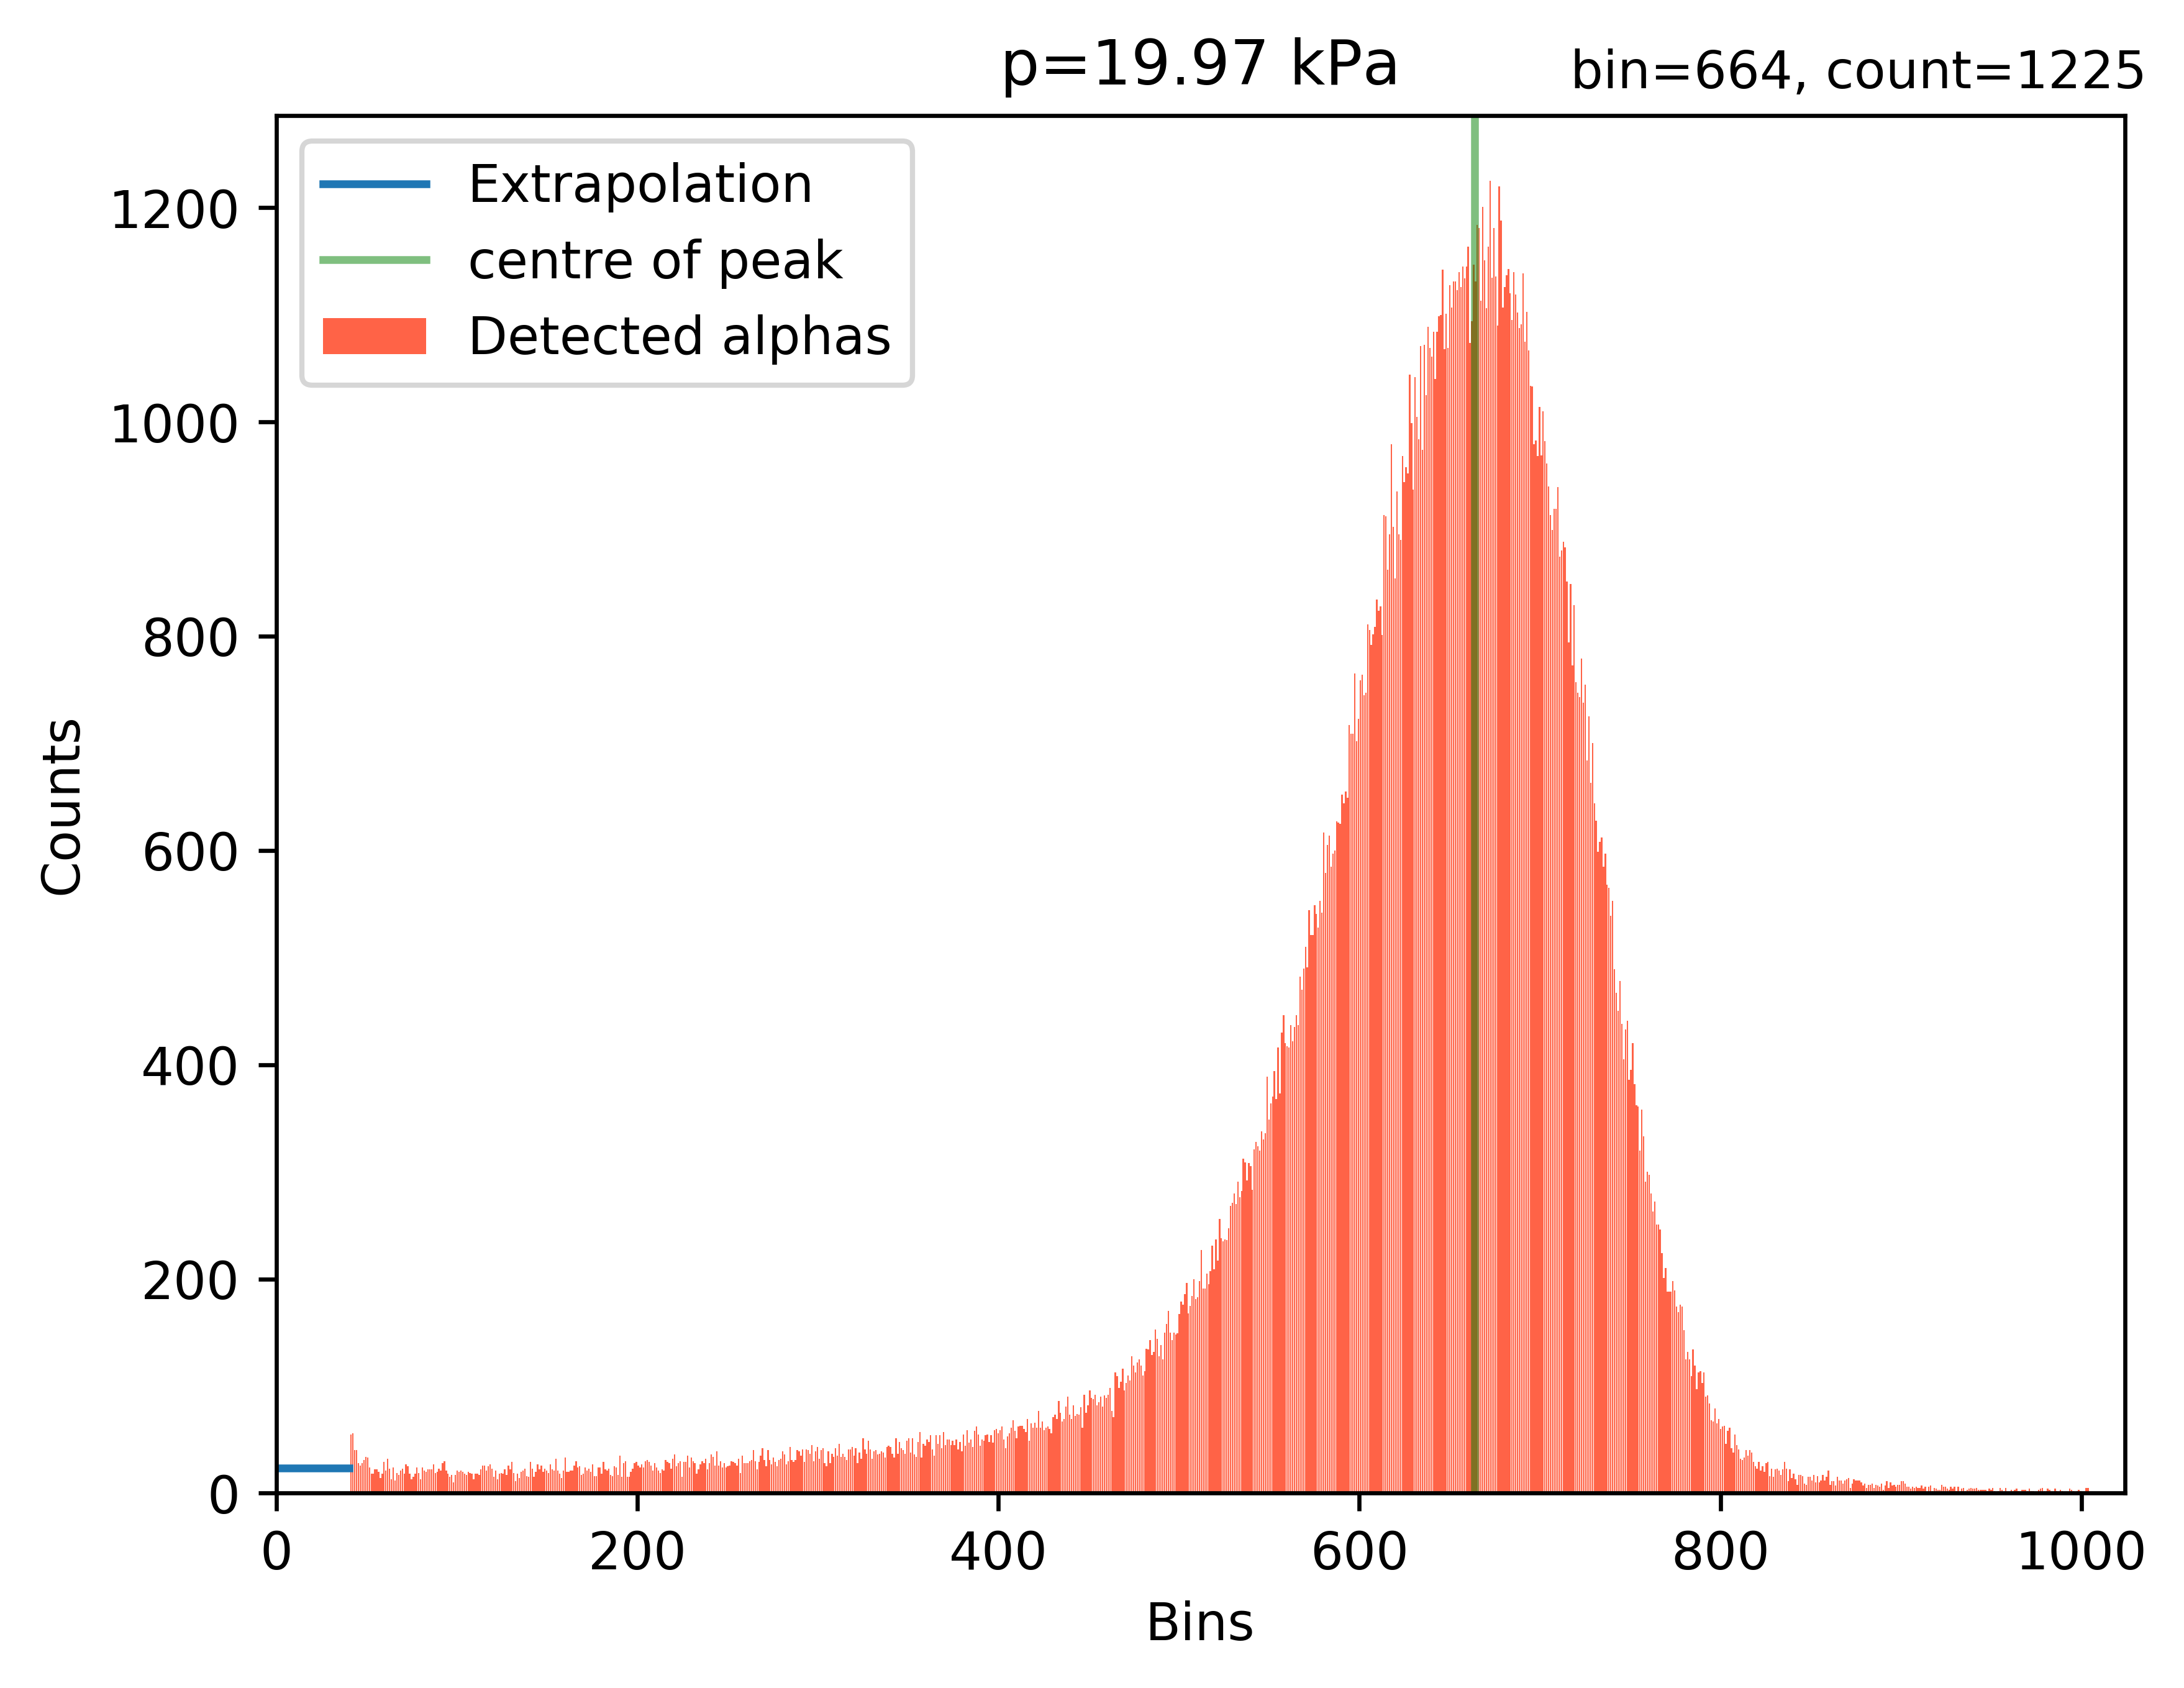 p=19.97 kPa
bin=664, count=1225
Extrapolation
centre of peak
Detected alphas
Counts
1200
1000
800
600
400
200
0
0 200 400 600 800 1000
Bins